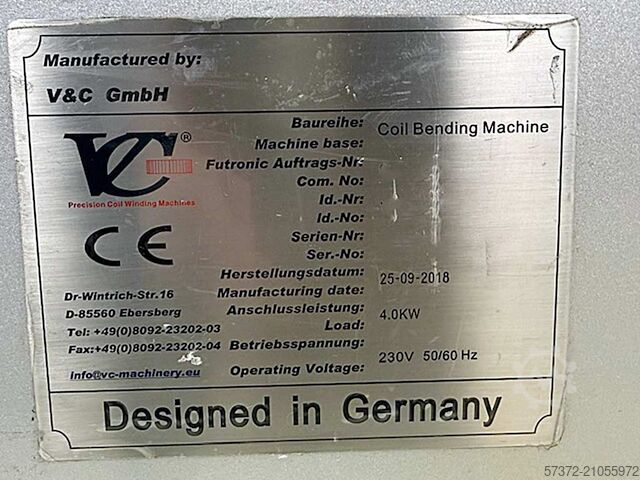 Manufactured by:
V&C GmbH
VC®
Precision Coil Winding Machines
CE
Dr-Wintrich-Str.16
D-85560 Ebersberg
Tel: +49(0)8092-23202-03
Fax:+49(0)8092-23202-04
info@vc-machinery.eu
Baureihe: Coil Bending Machine
Machine base:
Futronic Auftrags-Nr:
Com. No:
Id.-Nr:
Id.-No:
Serien-Nr:
Ser.-No:
Herstellungsdatum: 25-09-2018
Manufacturing date:
Anschlussleistung: 4.0KW
Load:
Betriebsspannung: 230V 50/60 Hz
Operating Voltage:
Designed in Germany
57372-21055972